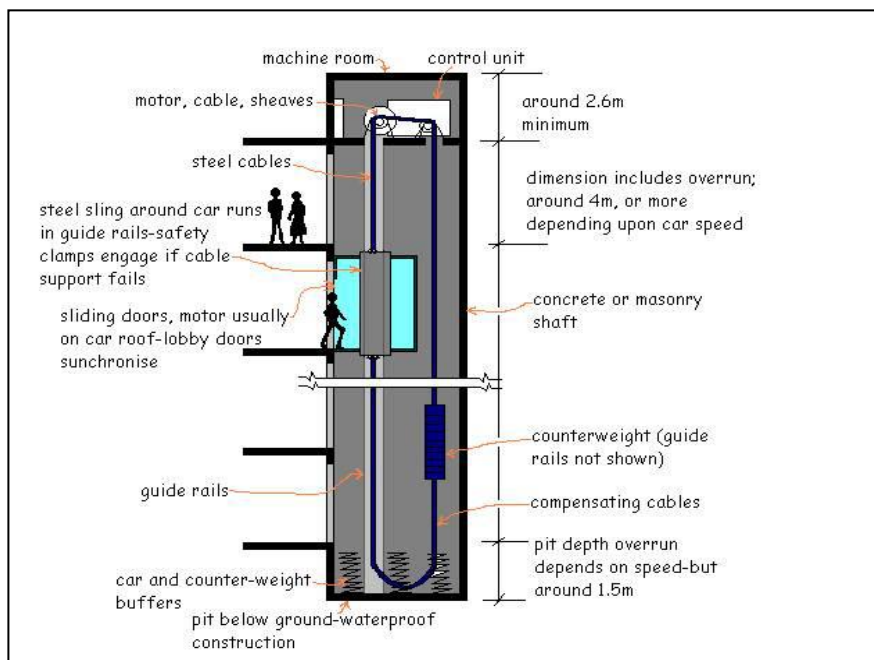 machine room
control unit
motor, cable, sheaves
around 2.6m
minimum
steel cables
dimension includes overrun;
around 4m, or more
depending upon car speed
steel sling around car runs
in guide rails-safety
clamps engage if cable
support fails
concrete or masonry
shaft
sliding doors, motor usually
on car roof-lobby doors
sunchronise
counterweight (guide
rails not shown)
guide rails
compensating cables
pit depth overrun
depends on speed-but
around 1.5m
car and counter-weight
buffers
pit below ground-waterproof
construction